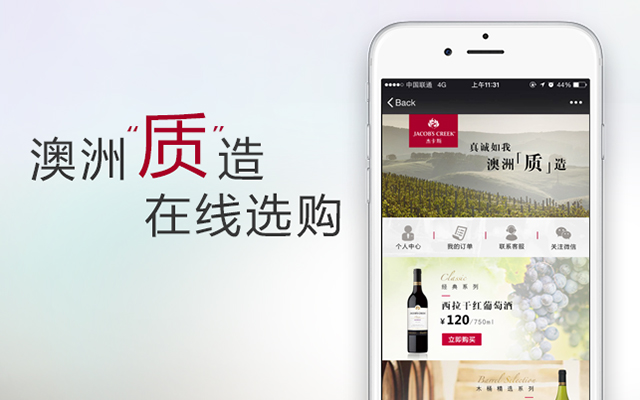 澳洲“质”造
在线选购
中国联通 4G
上午11:31
44%
Back
JACOB'S CREEK
杰卡斯
真诚如我
澳洲「质」造
个人中心
我的订单
联系客服
关注微信
Classic
经典系列
西拉干红葡萄酒
¥120/750ml
立即购买
Barrel Selection
木桶精选系列